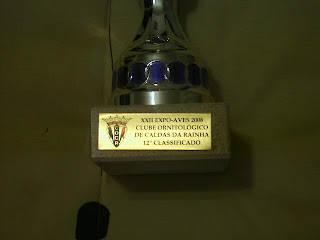 XXII EXPO-AVES 2008
CLUBE ORNITOLÓGICO
DE CALDAS DA RAINHA
12º CLASSIFICADO